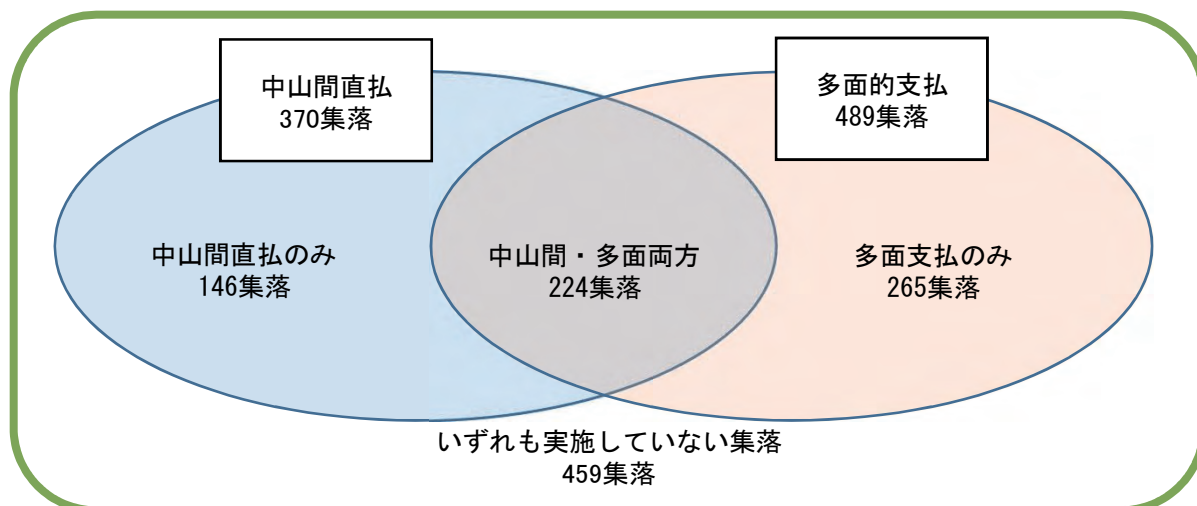 中山間直払
370集落
多面的支払
489集落
中山間直払のみ
146集落
中山間・多面両方
224集落
多面支払のみ
265集落
いずれも実施していない集落
459集落